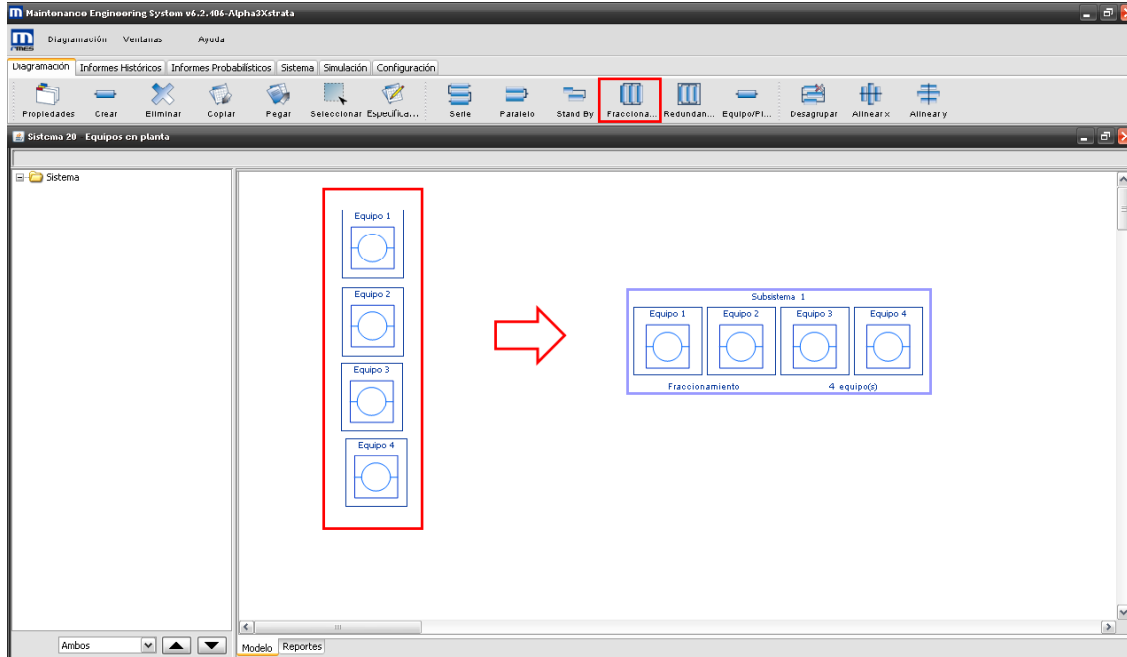 Maintenance Engineering System v6.2.406-Alpha3Xstrata
Diagramación Ventanas Ayuda
Diagramación Informes Históricos Informes Probabilísticos Sistema Simulación Configuración
Propiedades Crear Eliminar Copiar Pegar Seleccionar Especifica... Serie Paralelo Stand By Fracciona... Redundan... Equipo/Pl... Desagrupar Alinear x Alinear y
Sistema 20 - Equipos en planta
Sistema
Equipo 1
Equipo 2
Equipo 3
Equipo 4
Subsistema 1
Equipo 1 Equipo 2 Equipo 3 Equipo 4
Fraccionamiento 4 equipo(s)
Ambos
Modelo Reportes